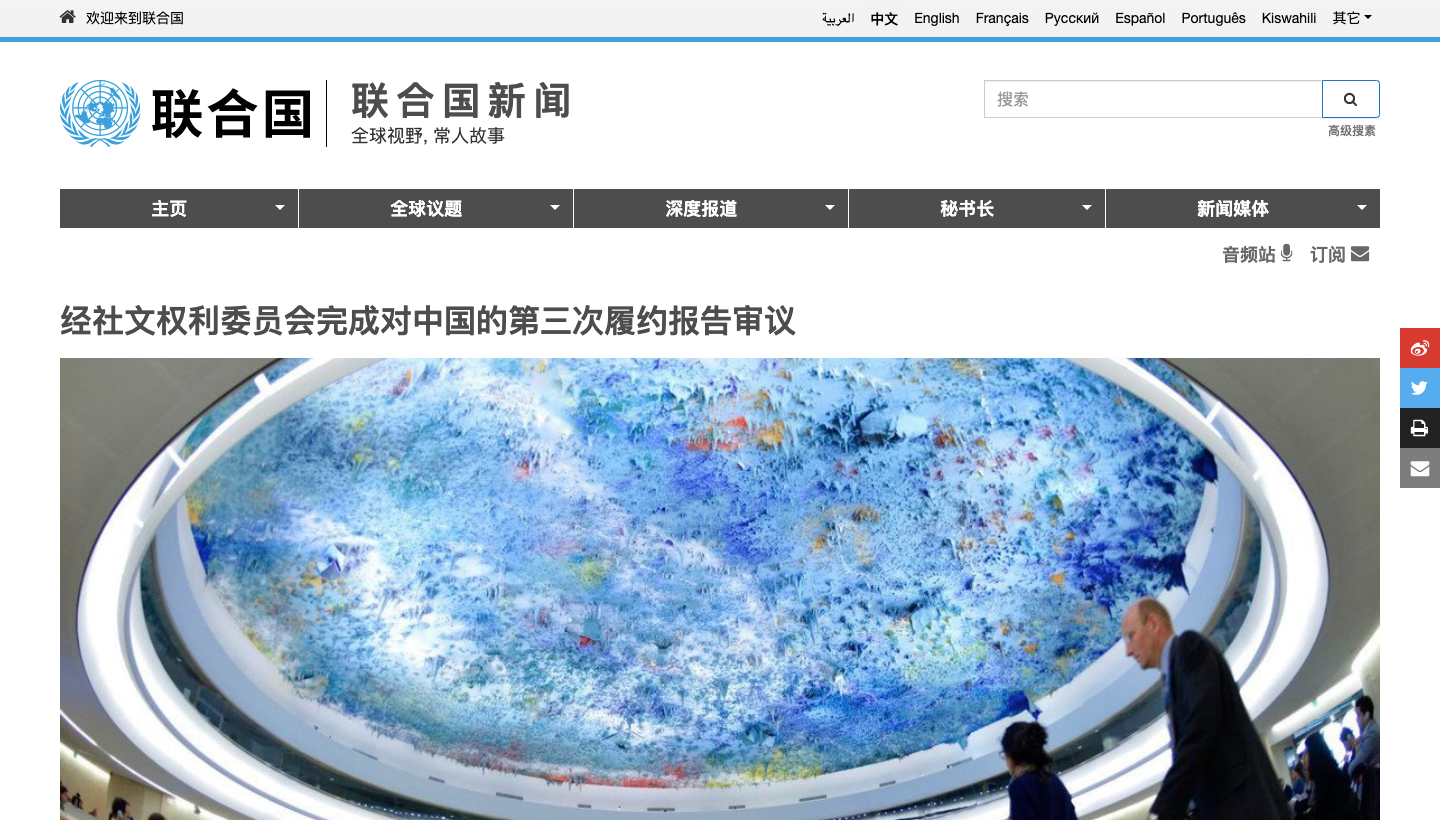 欢迎来到联合国
العربية 中文 English Français Русский Español Português Kiswahili 其它
联合国
联合国新闻
全球视野, 常人故事
搜索
高级搜素
主页 全球议题 深度报道 秘书长 新闻媒体
音频站 订阅
经社文权利委员会完成对中国的第三次履约报告审议